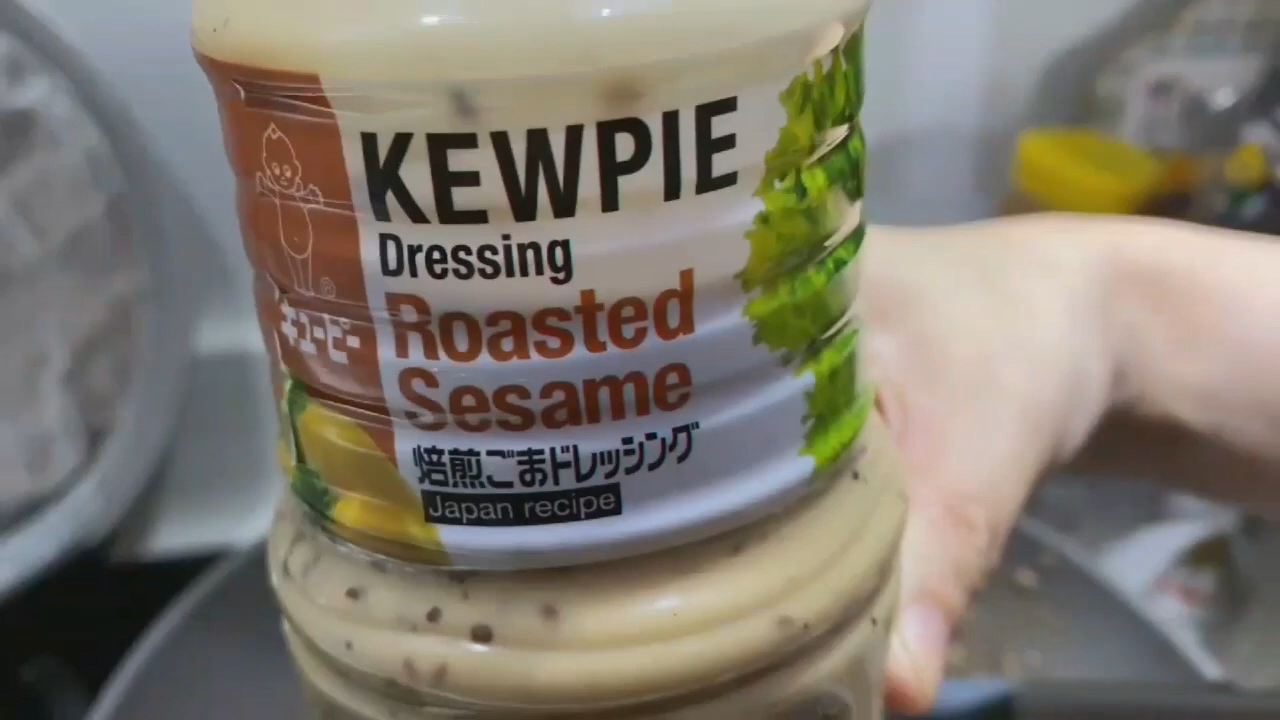 KEWPIE
Dressing
キユーピー
Roasted
Sesame
焙煎ごまドレッシング
Japan recipe